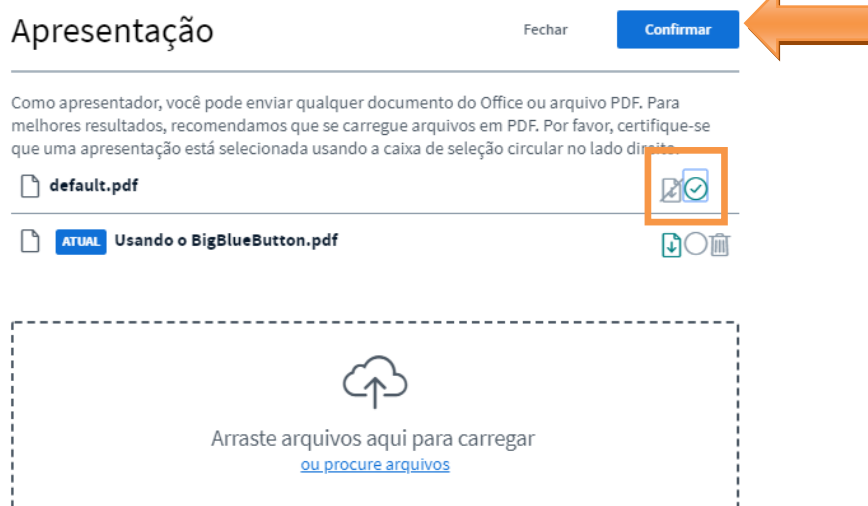 Apresentação
Fechar
Confirmar
Como apresentador, você pode enviar qualquer documento do Office ou arquivo PDF. Para
melhores resultados, recomendamos que se carregue arquivos em PDF. Por favor, certifique-se
que uma apresentação está selecionada usando a caixa de seleção circular no lado direito.
default.pdf
ATUAL Usando o BigBlueButton.pdf
Arraste arquivos aqui para carregar
ou procure arquivos